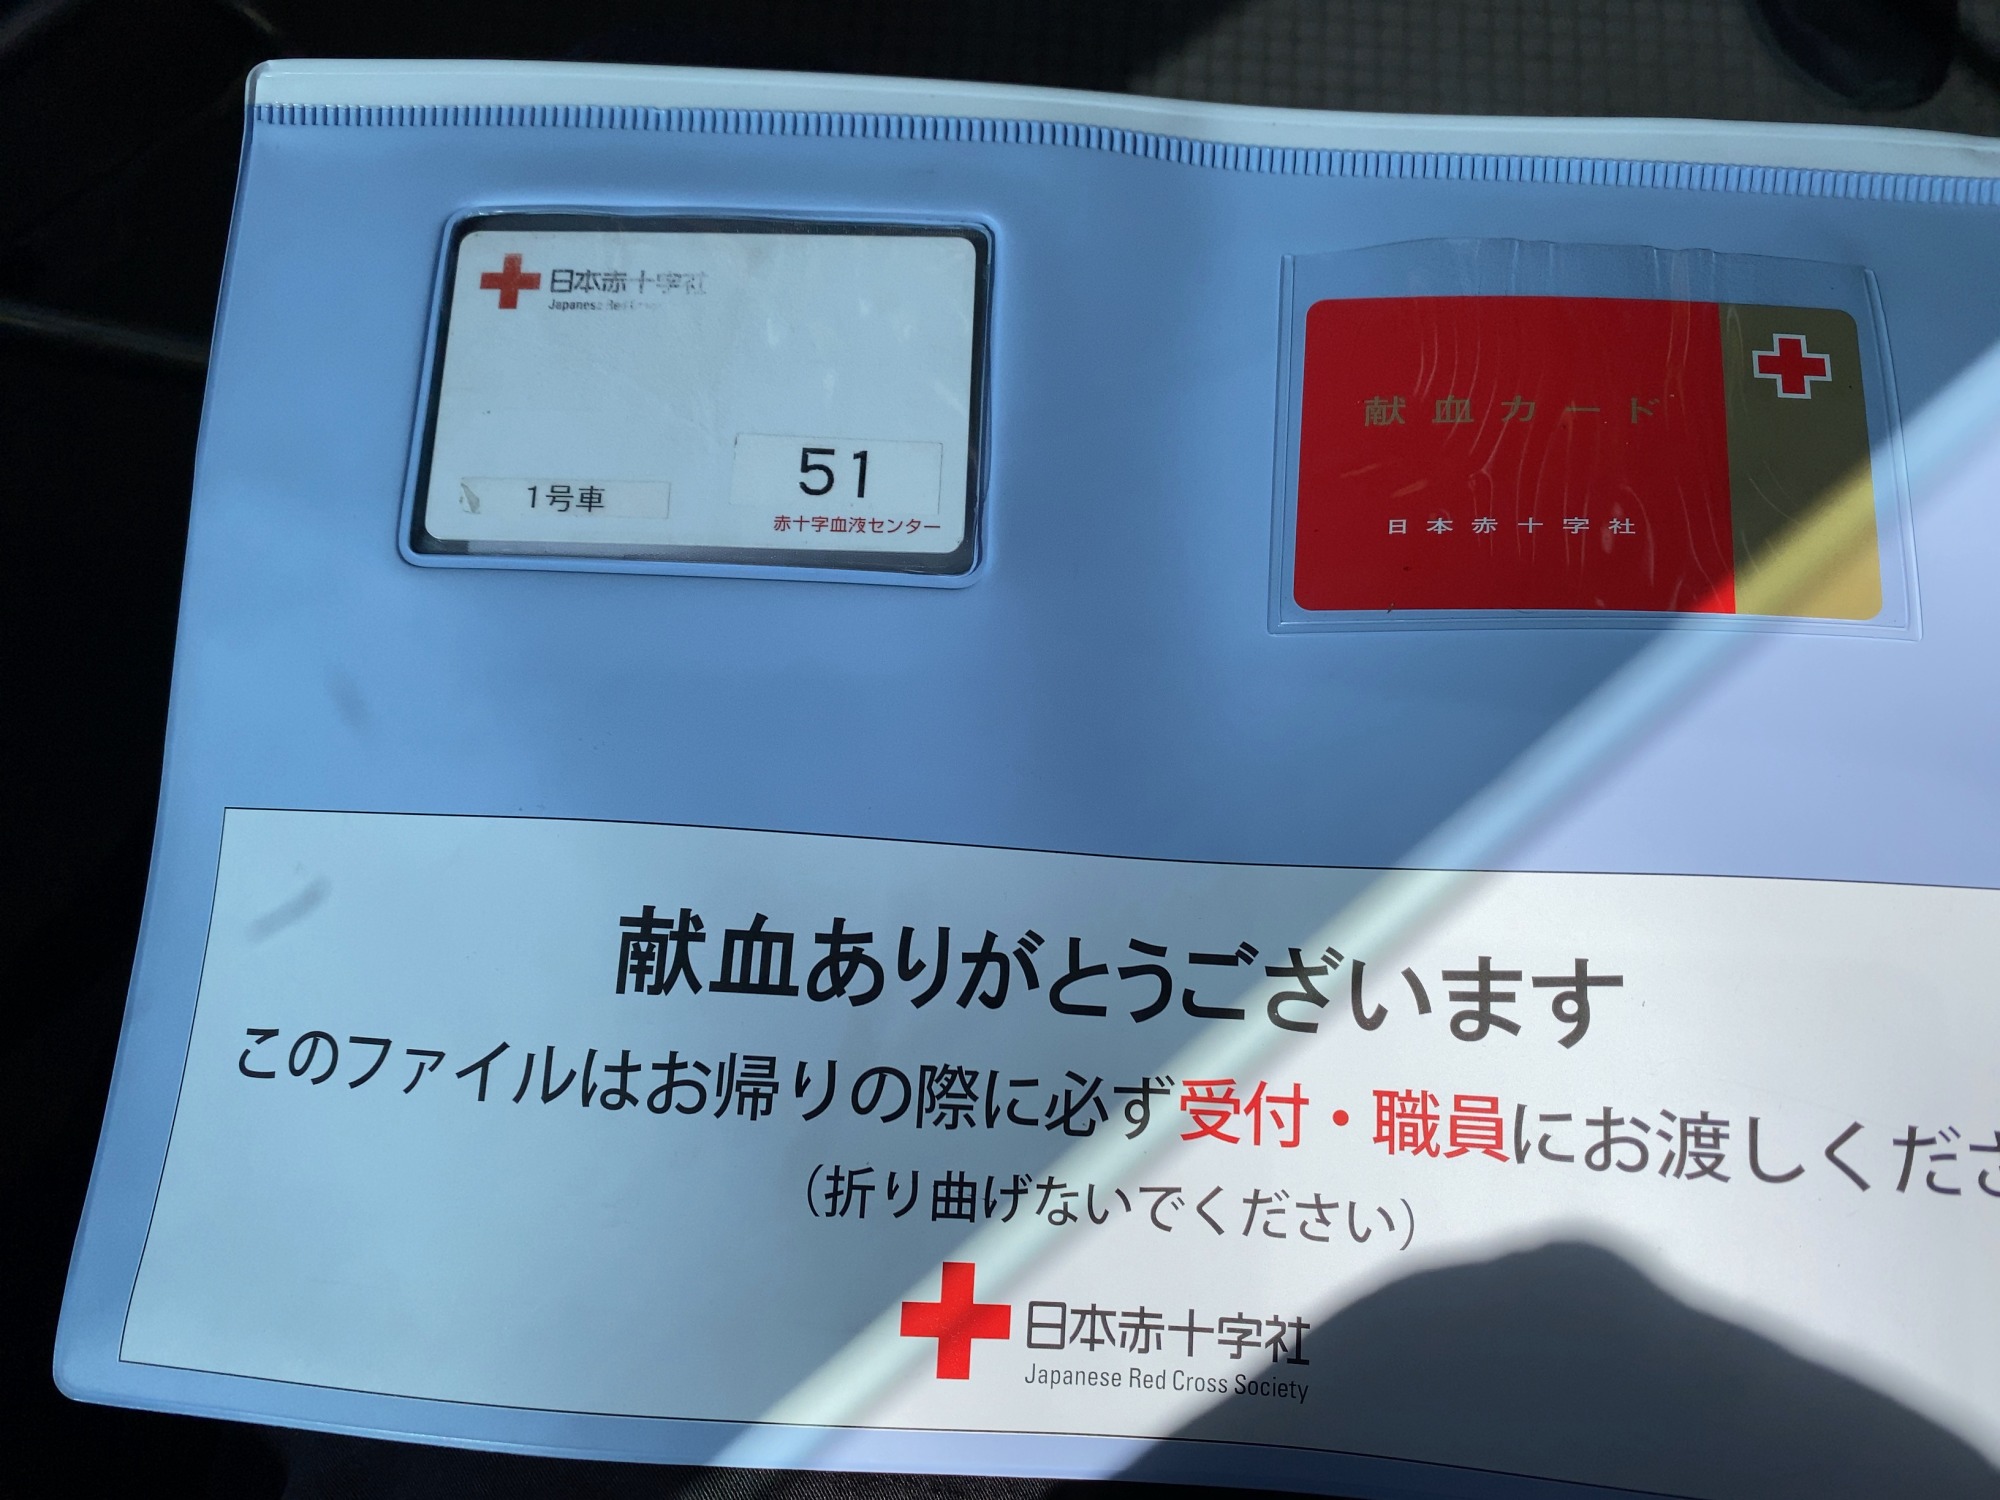 日本赤十字社
Japanese Red Cross
51
1号車
赤十字血液センター
献血カード
日本赤十字社
献血ありがとうございます
このファイルはお帰りの際に必ず受付・職員にお渡しくださ
(折り曲げないでください)
日本赤十字社
Japanese Red Cross Society